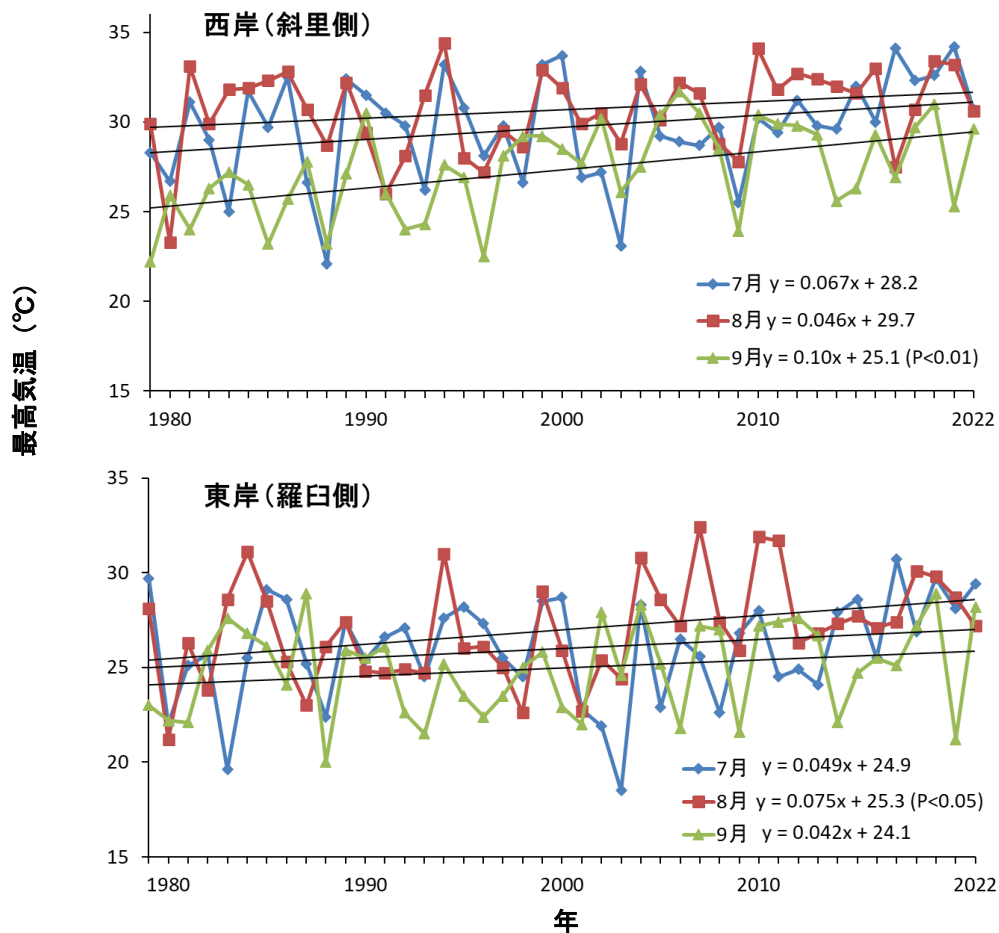 西岸（斜里側）
35
30
25
20
15
7月 y = 0.067x + 28.2
8月 y = 0.046x + 29.7
9月 y = 0.10x + 25.1 (P<0.01)
1980 1990 2000 2010 2022
最高気温（℃）
東岸（羅臼側）
35
30
25
20
15
7月 y = 0.049x + 24.9
8月 y = 0.075x + 25.3 (P<0.05)
9月 y = 0.042x + 24.1
1980 1990 2000 2010 2022
年